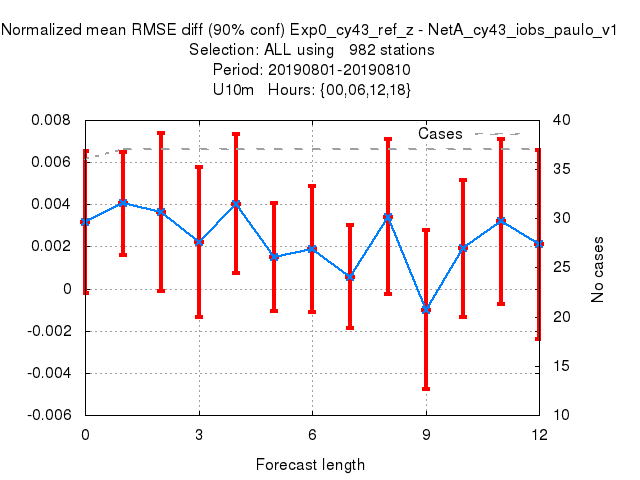 Normalized mean RMSE diff (90% conf) Exp0_cy43_ref_z - NetA_cy43_iobs_paulo_v1
Selection: ALL using   982 stations
Period: 20190801-20190810
U10m   Hours: {00,06,12,18}
0.008
0.006
0.004
0.002
0
-0.002
-0.004
-0.006
Cases
40
35
30
25
20
15
10
No cases
0 3 6 9 12
Forecast length